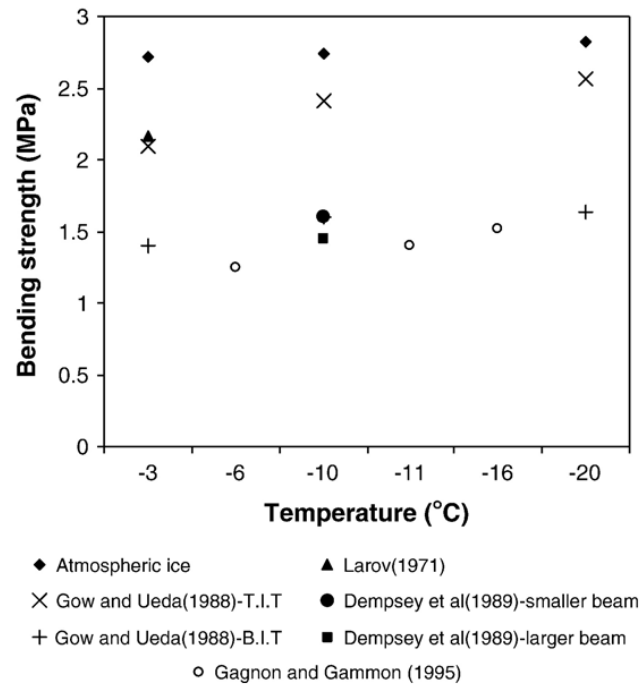 3
2.5
2
1.5
1
0.5
0
Bending strength (MPa)
-3 -6 -10 -11 -16 -20
Temperature (°C)
Atmospheric ice
Larov(1971)
Gow and Ueda(1988)-T.I.T
Dempsey et al(1989)-smaller beam
Gow and Ueda(1988)-B.I.T
Dempsey et al(1989)-larger beam
Gagnon and Gammon (1995)